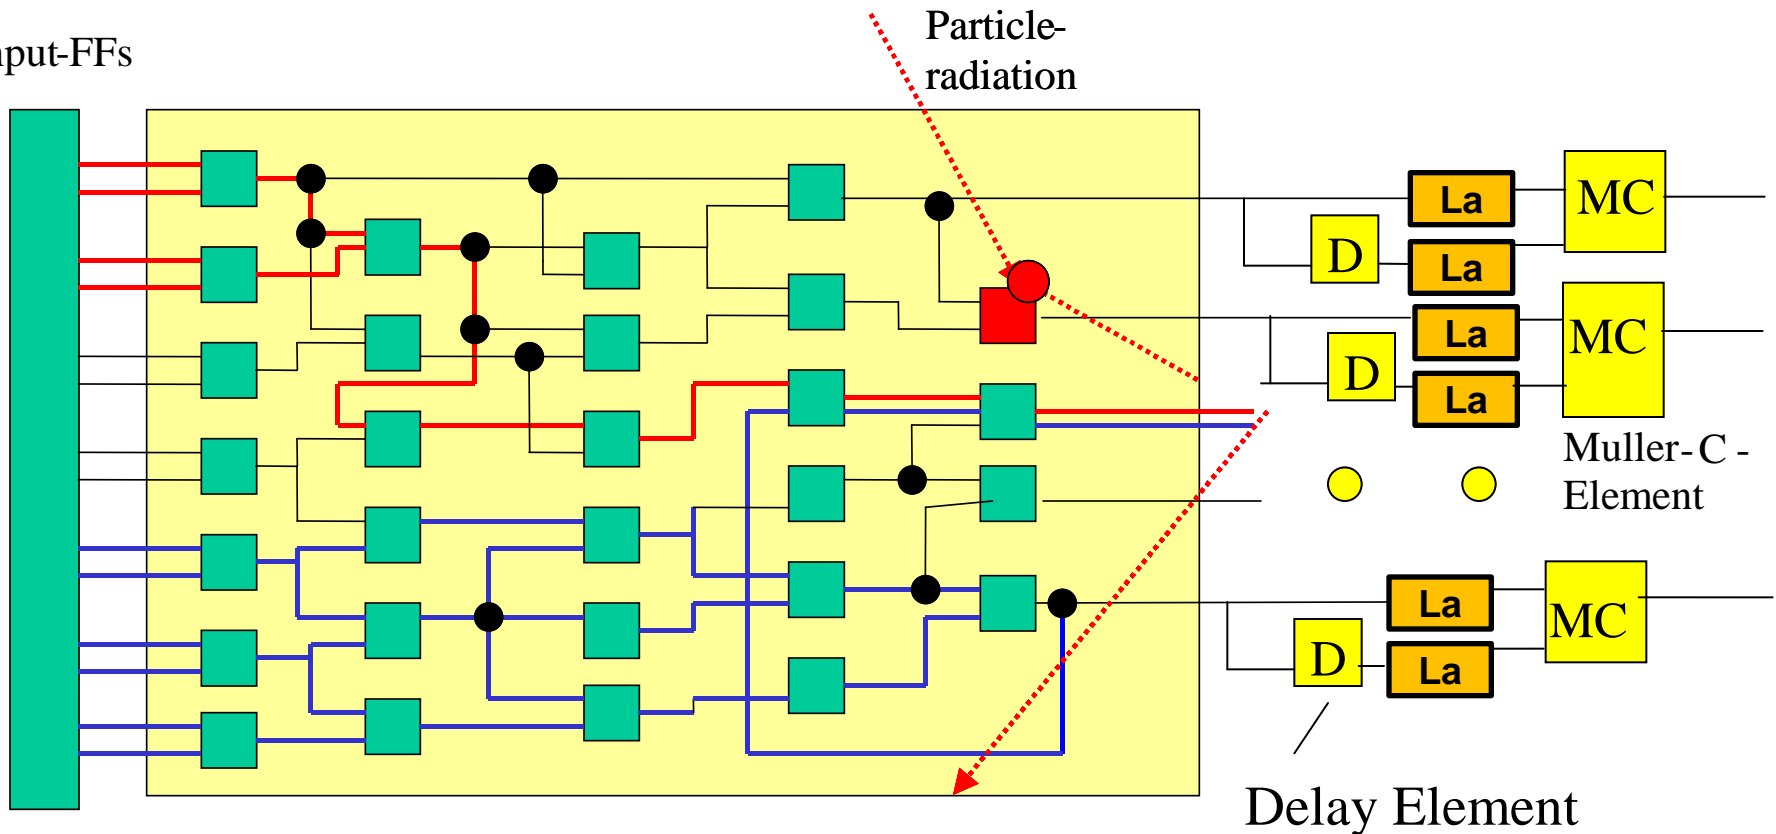 nput-FFs
Particle-
radiation
La
MC
D
La
La
MC
D
La
Muller-C -
Element
La
MC
D
La
Delay Element